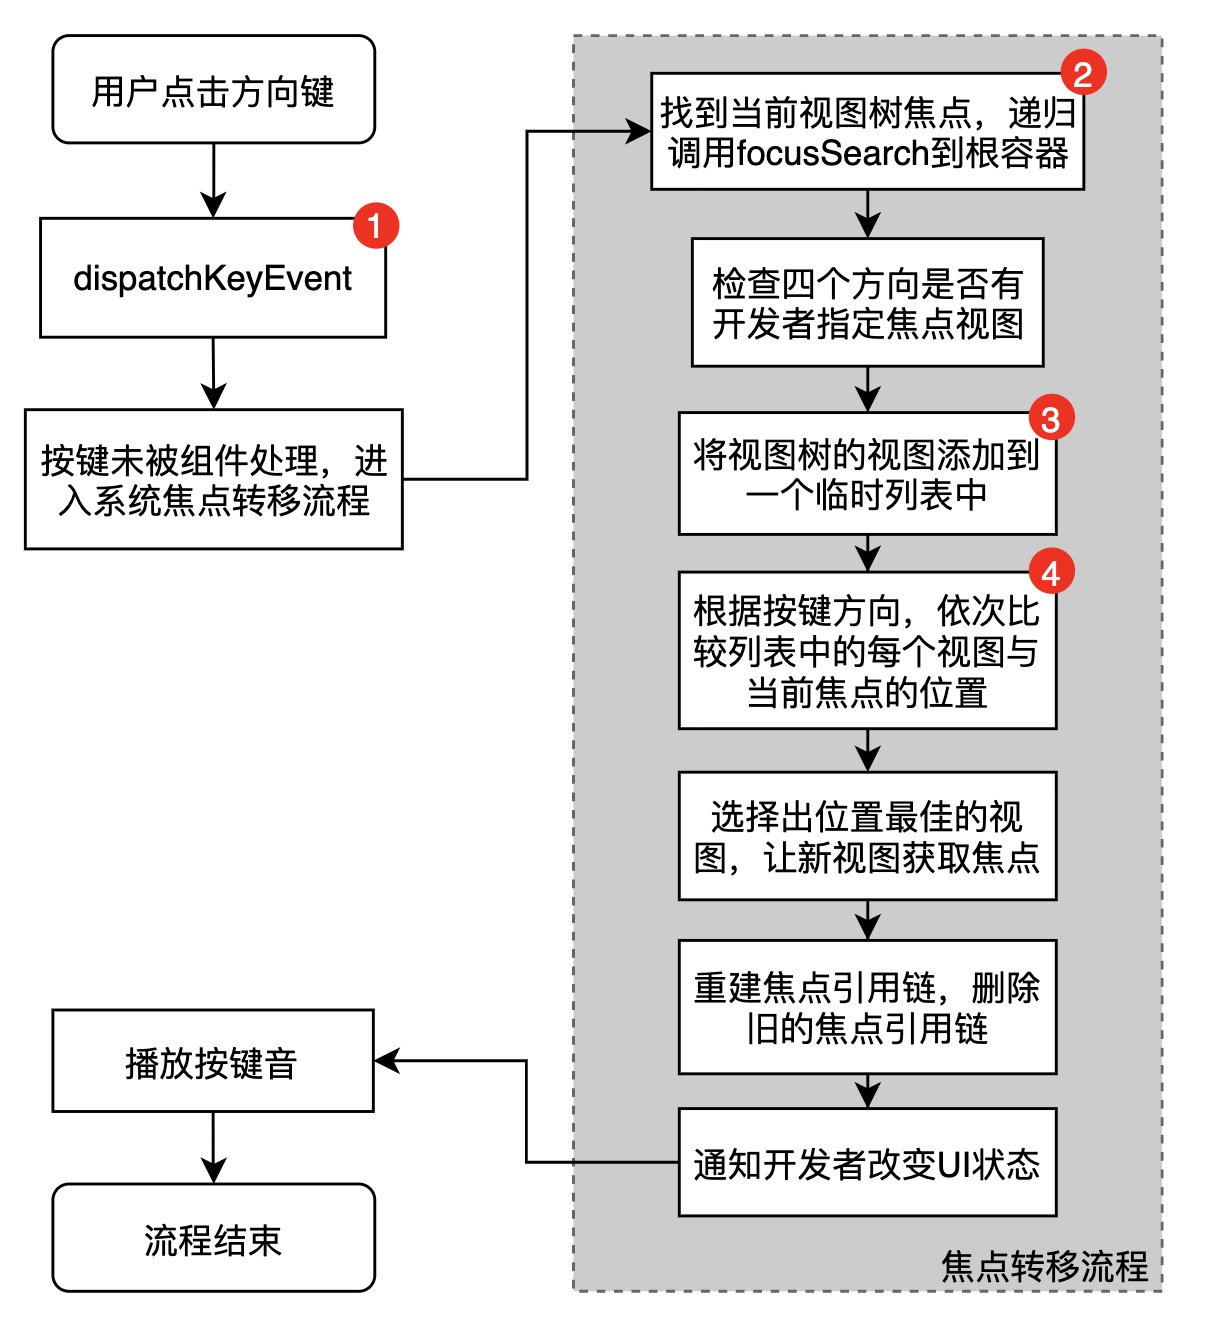 用户点击方向键
1
dispatchKeyEvent
按键未被组件处理，进
入系统焦点转移流程
2
找到当前视图树焦点，递归
调用focusSearch到根容器
检查四个方向是否有
开发者指定焦点视图
3
将视图树的视图添加到
一个临时列表中
4
根据按键方向，依次比
较列表中的每个视图与
当前焦点的位置
选择出位置最佳的视
图，让新视图获取焦点
重建焦点引用链，删除
旧的焦点引用链
通知开发者改变UI状态
焦点转移流程
播放按键音
流程结束